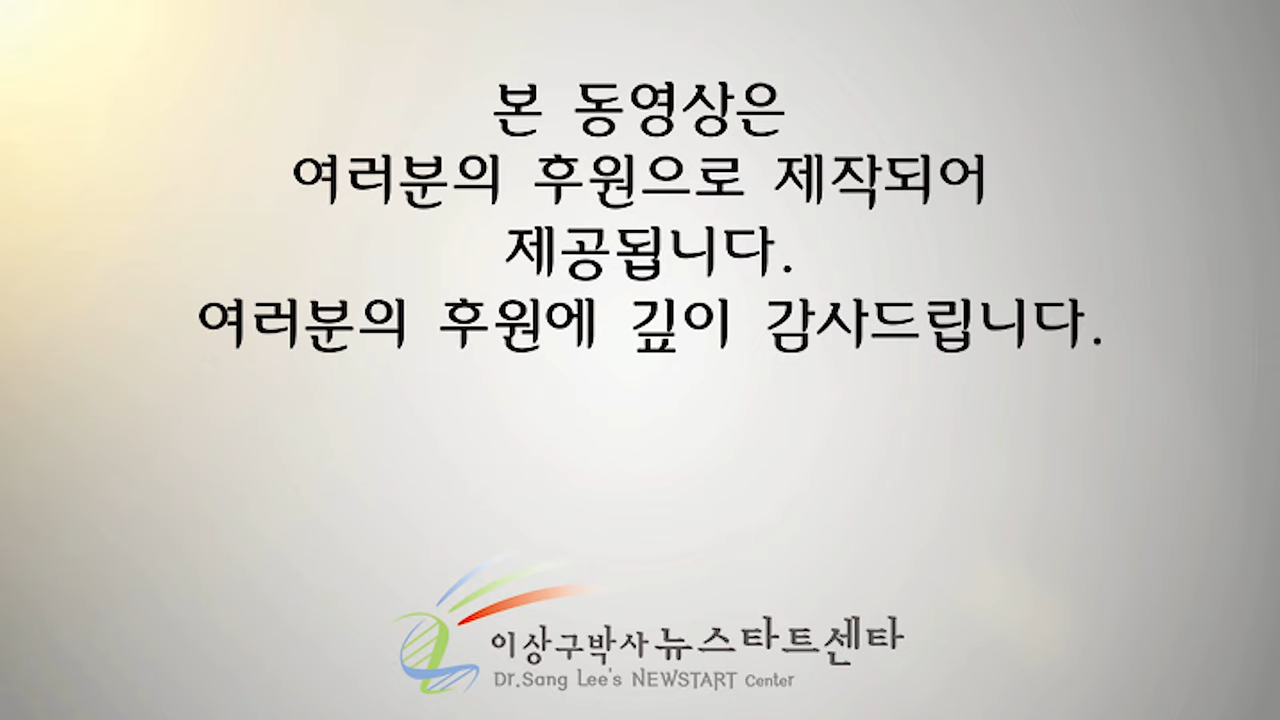 본 동영상은
여러분의 후원으로 제작되어
제공됩니다.
여러분의 후원에 깊이 감사드립니다.
이상구박사 뉴스타트센타
Dr.Sang Lee's NEWSTART Center